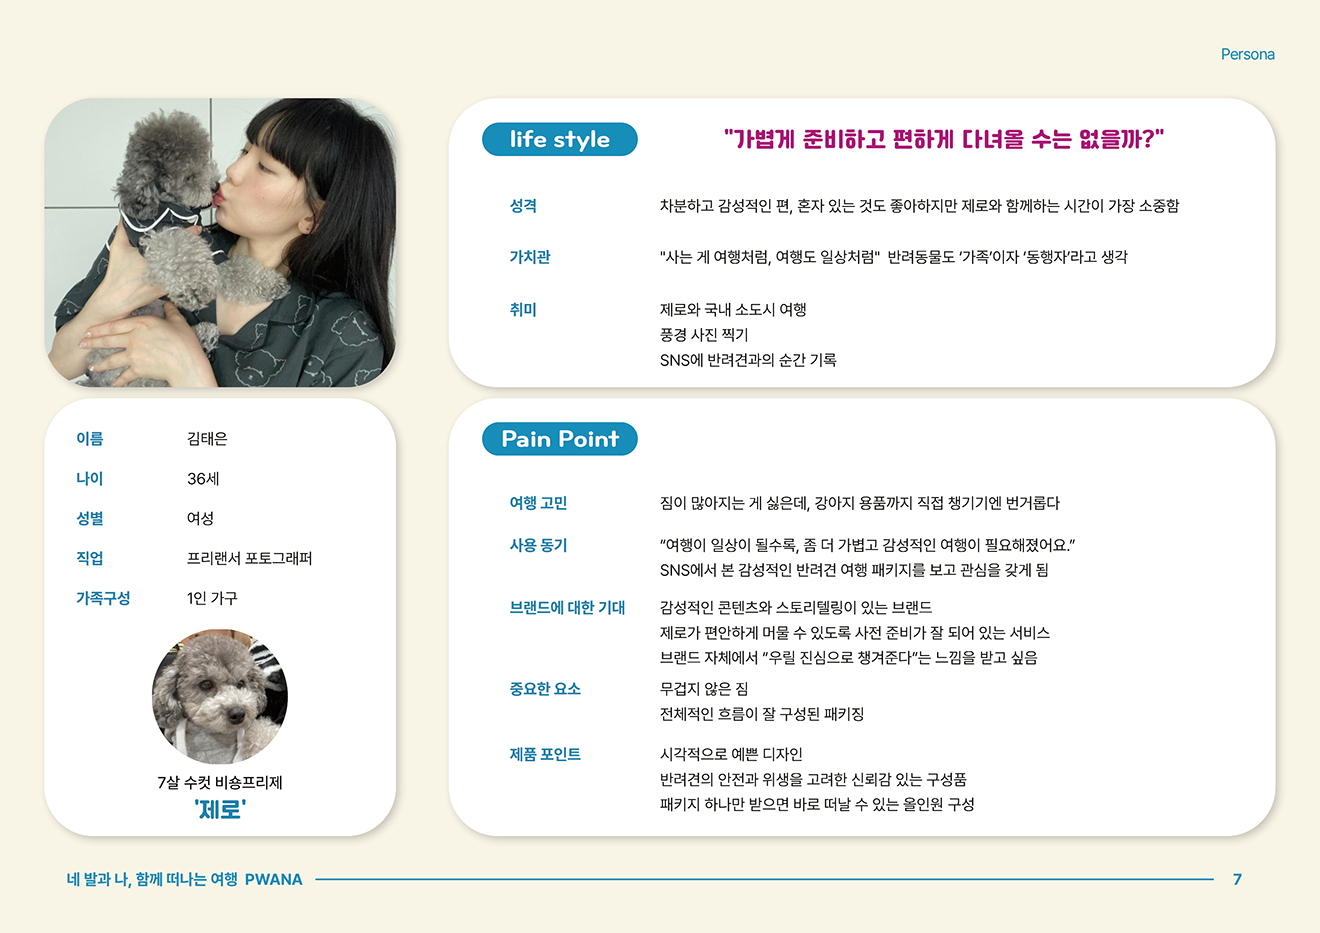 Persona
life style
"가볍게 준비하고 편하게 다녀올 수는 없을까?"
성격 차분하고 감성적인 편, 혼자 있는 것도 좋아하지만 제로와 함께하는 시간이 가장 소중함
가치관 "사는 게 여행처럼, 여행도 일상처럼" 반려동물도 ‘가족’이자 ‘동행자’라고 생각
취미 제로와 국내 소도시 여행
풍경 사진 찍기
SNS에 반려견과의 순간 기록
이름 김태은
나이 36세
성별 여성
직업 프리랜서 포토그래퍼
가족구성 1인 가구
7살 수컷 비숑프리제
'제로'
Pain Point
여행 고민 짐이 많아지는 게 싫은데, 강아지 용품까지 직접 챙기기엔 번거롭다
사용 동기 “여행이 일상이 될수록, 좀 더 가볍고 감성적인 여행이 필요해졌어요.”
SNS에서 본 감성적인 반려견 여행 패키지를 보고 관심을 갖게 됨
브랜드에 대한 기대 감성적인 콘텐츠와 스토리텔링이 있는 브랜드
제로가 편안하게 머물 수 있도록 사전 준비가 잘 되어 있는 서비스
브랜드 자체에서 “우릴 진심으로 챙겨준다”는 느낌을 받고 싶음
중요한 요소 무겁지 않은 짐
전체적인 흐름이 잘 구성된 패키징
제품 포인트 시각적으로 예쁜 디자인
반려견의 안전과 위생을 고려한 신뢰감 있는 구성품
패키지 하나만 받으면 바로 떠날 수 있는 올인원 구성
네 발과 나, 함께 떠나는 여행 PWANA
7